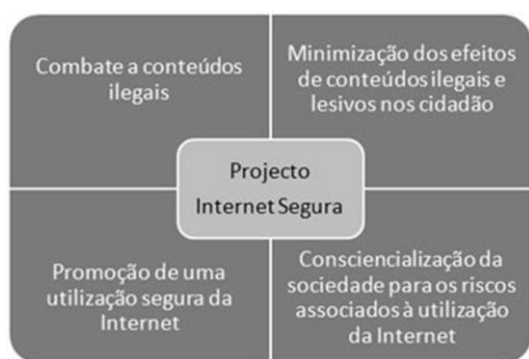 Combate a conteúdos
ilegais
Minimização dos efeitos
de conteúdos ilegais e
lesivos nos cidadão
Projecto
Internet Segura
Promoção de uma
utilização segura da
Internet
Consciencialização da
sociedade para os riscos
associados à utilização
da Internet